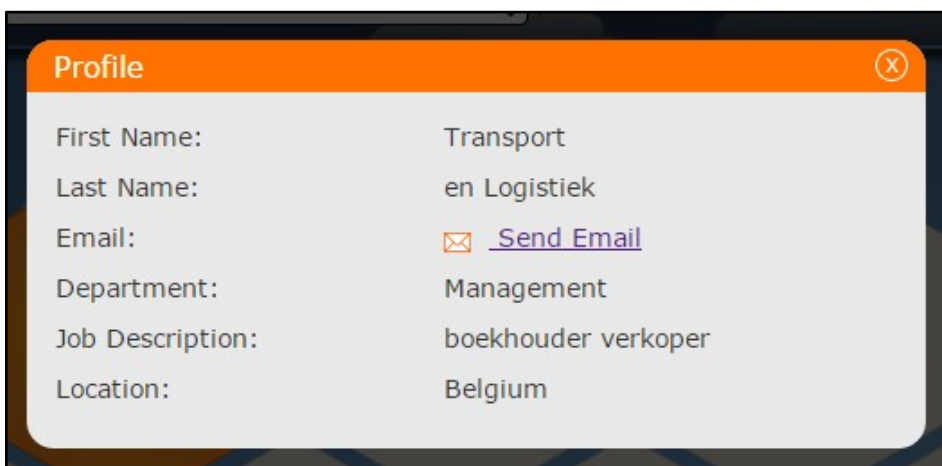 Profile X
First Name: Transport
Last Name: en Logistiek
Email: Send Email
Department: Management
Job Description: boekhouder verkoper
Location: Belgium